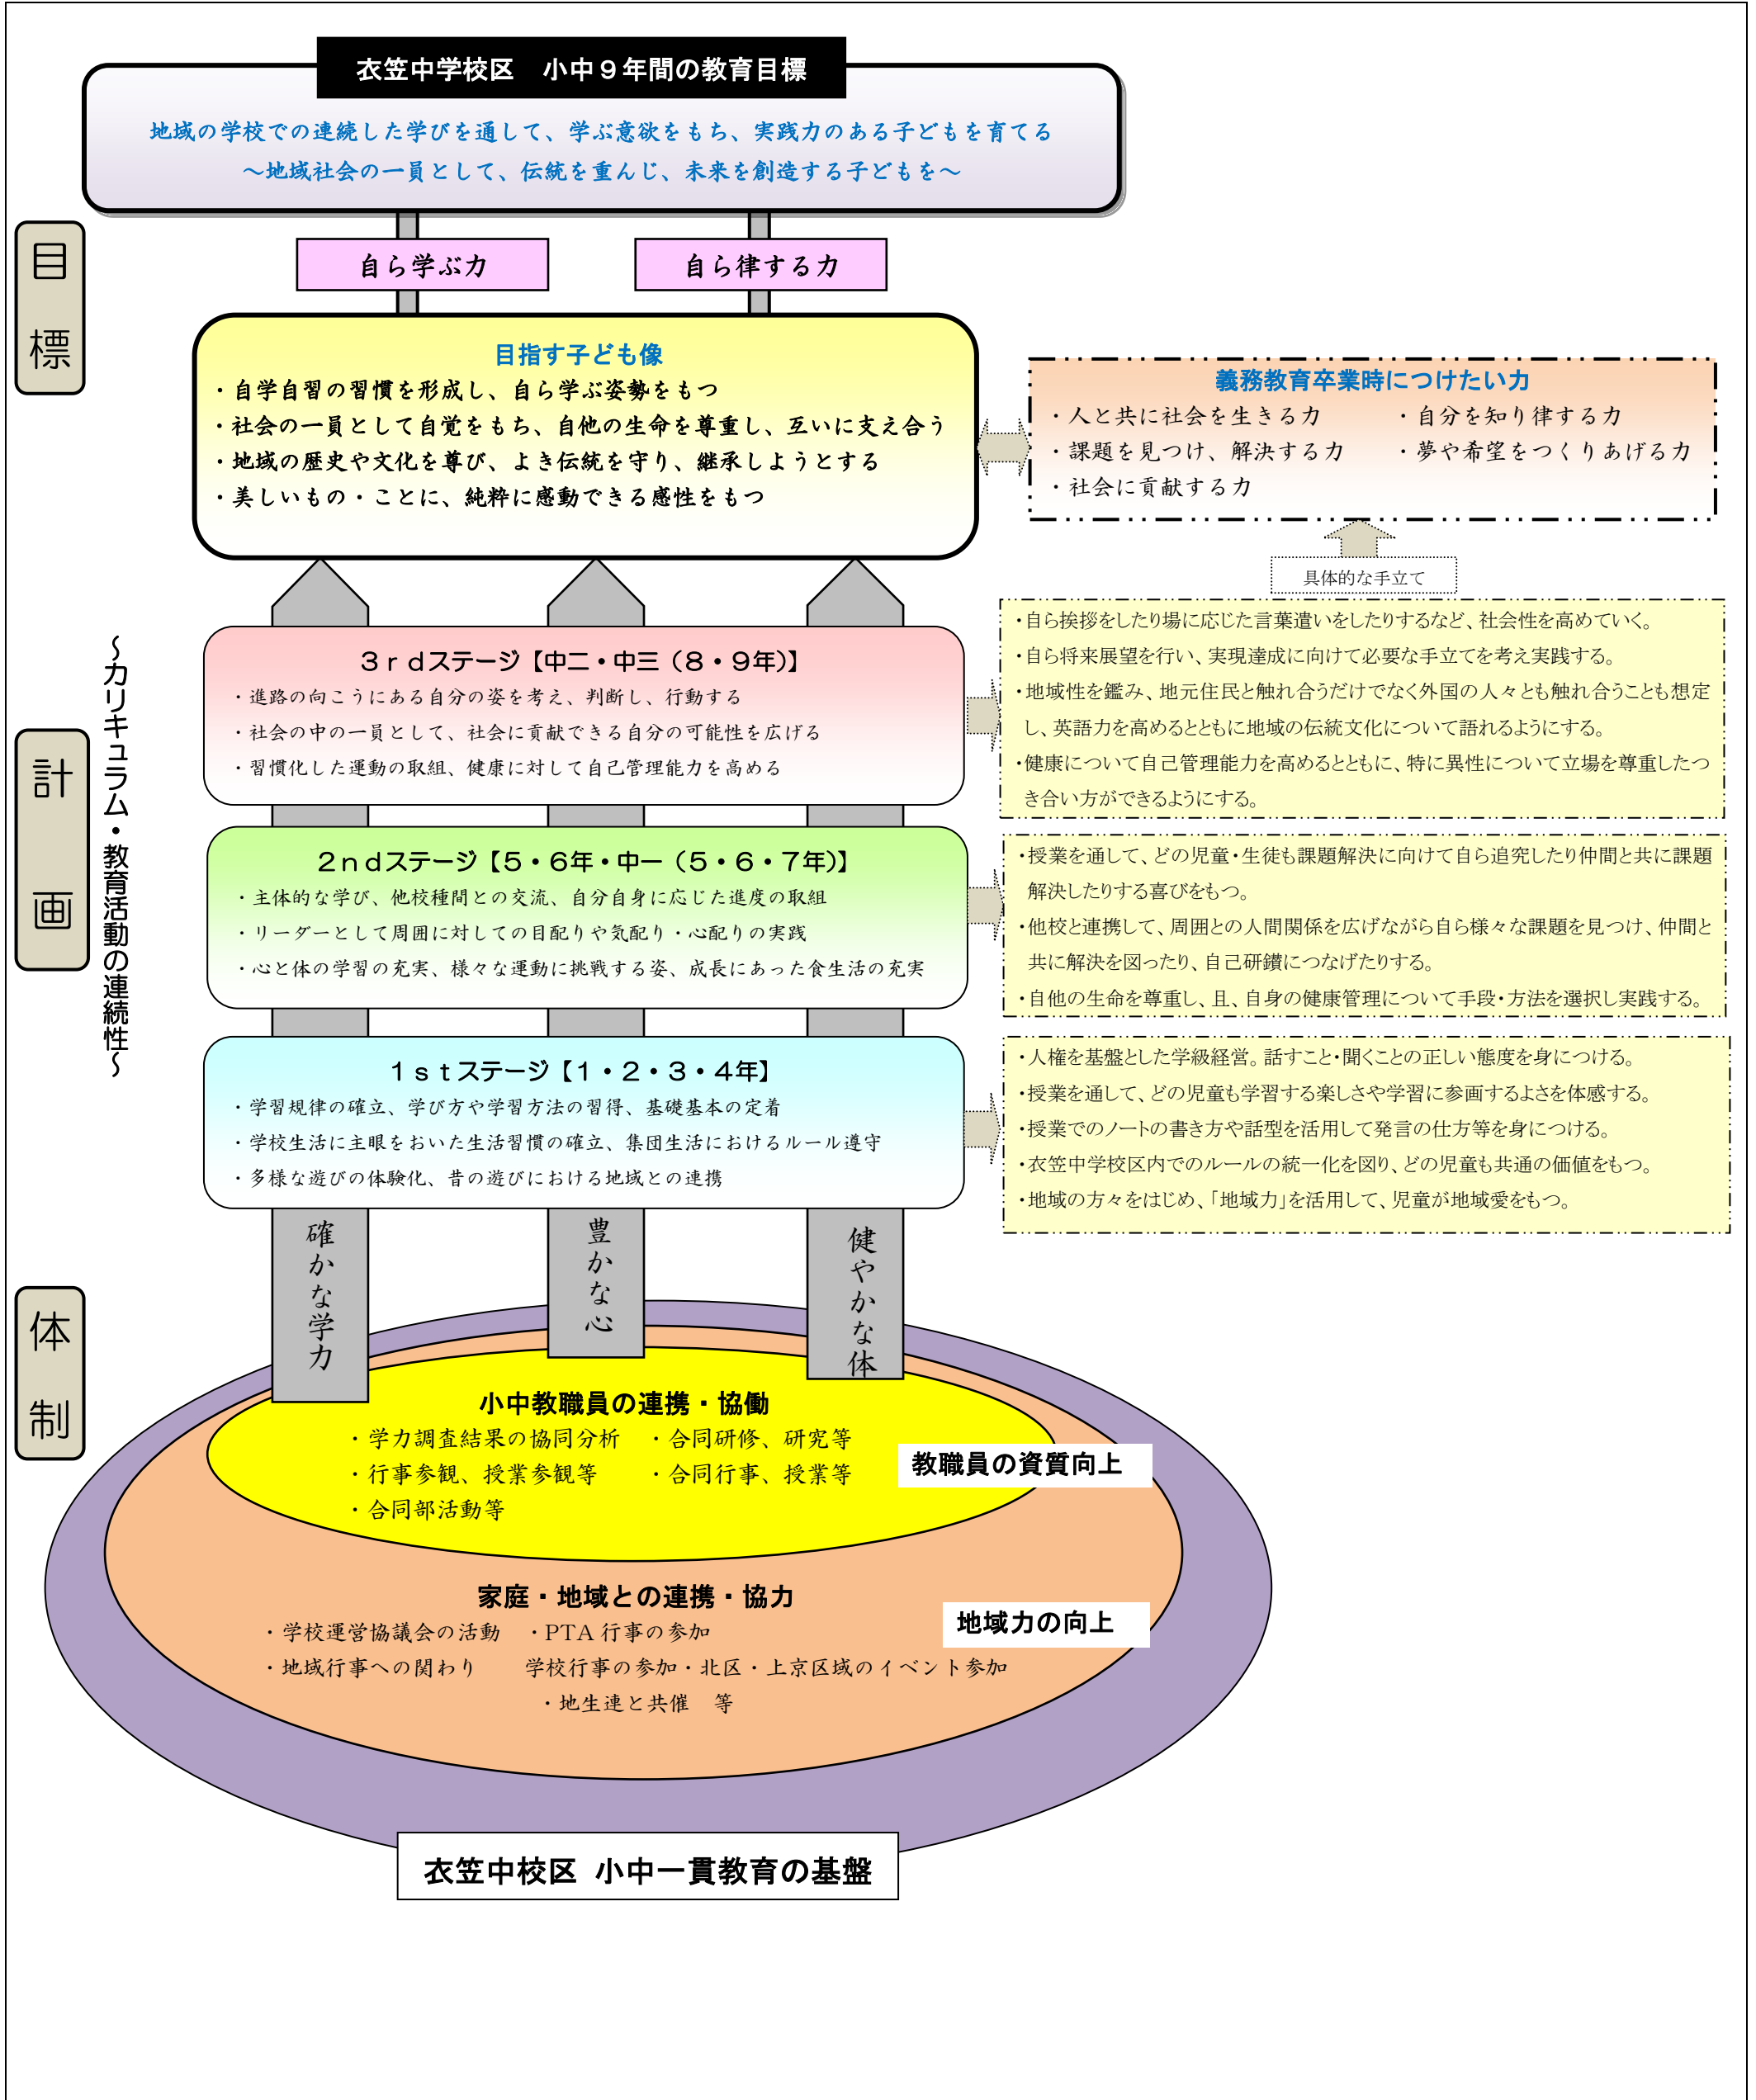 衣笠中学校区　小中９年間の教育目標
地域の学校での連続した学びを通して、学ぶ意欲をもち、実践力のある子どもを育てる
～地域社会の一員として、伝統を重んじ、未来を創造する子どもを～
目標
自ら学ぶ力
自ら律する力
目指す子ども像
・自学自習の習慣を形成し、自ら学ぶ姿勢をもつ
・社会の一員として自覚をもち、自他の生命を尊重し、互いに支え合う
・地域の歴史や文化を尊び、よき伝統を守り、継承しようとする
・美しいもの・ことに、純粋に感動できる感性をもつ
義務教育卒業時につけたい力
・人と共に社会を生きる力　　・自分を知り律する力
・課題を見つけ、解決する力　　・夢や希望をつくりあげる力
・社会に貢献する力
具体的な手立て
計画
～カリキュラム・教育活動の連続性～
３ｒｄステージ【中二・中三（８・９年）】
・進路の向こうにある自分の姿を考え、判断し、行動する
・社会の中の一員として、社会に貢献できる自分の可能性を広げる
・習慣化した運動の取組、健康に対して自己管理能力を高める
・自ら挨拶をしたり場に応じた言葉遣いをしたりするなど、社会性を高めていく。
・自ら将来展望を行い、実現達成に向けて必要な手立てを考え実践する。
・地域性を鑑み、地元住民と触れ合うだけでなく外国の人々とも触れ合うことも想定
し、英語力を高めるとともに地域の伝統文化について語れるようにする。
・健康について自己管理能力を高めるとともに、特に異性について立場を尊重したつ
き合い方ができるようにする。
２ｎｄステージ【５・６年・中一（５・６・７年）】
・主体的な学び、他校種間との交流、自分自身に応じた進度の取組
・リーダーとして周囲に対しての目配りや気配り・心配りの実践
・心と体の学習の充実、様々な運動に挑戦する姿、成長にあった食生活の充実
・授業を通して、どの児童・生徒も課題解決に向けて自ら追究したり仲間と共に課題
解決したりする喜びをもつ。
・他校と連携して、周囲との人間関係を広げながら自ら様々な課題を見つけ、仲間と
共に解決を図ったり、自己研鑽につなげたりする。
・自他の生命を尊重し、且、自身の健康管理について手段・方法を選択し実践する。
１ｓｔステージ【１・２・３・４年】
・学習規律の確立、学び方や学習方法の習得、基礎基本の定着
・学校生活に主眼をおいた生活習慣の確立、集団生活におけるルール遵守
・多様な遊びの体験化、昔の遊びにおける地域との連携
・人権を基盤とした学級経営。話すこと・聞くことの正しい態度を身につける。
・授業を通して、どの児童も学習する楽しさや学習に参画するよさを体感する。
・授業でのノートの書き方や話型を活用して発言の仕方等を身につける。
・衣笠中学校区内でのルールの統一化を図り、どの児童も共通の価値をもつ。
・地域の方々をはじめ、「地域力」を活用して、児童が地域愛をもつ。
確かな学力
豊かな心
健やかな体
体制
小中教職員の連携・協働
・学力調査結果の協同分析　・合同研修、研究等
・行事参観、授業参観等　　・合同行事、授業等
・合同部活動等
教職員の資質向上
家庭・地域との連携・協力
・学校運営協議会の活動　・PTA 行事の参加
・地域行事への関わり　　学校行事の参加・北区・上京区域のイベント参加
・地生連と共催　等
地域力の向上
衣笠中校区 小中一貫教育の基盤